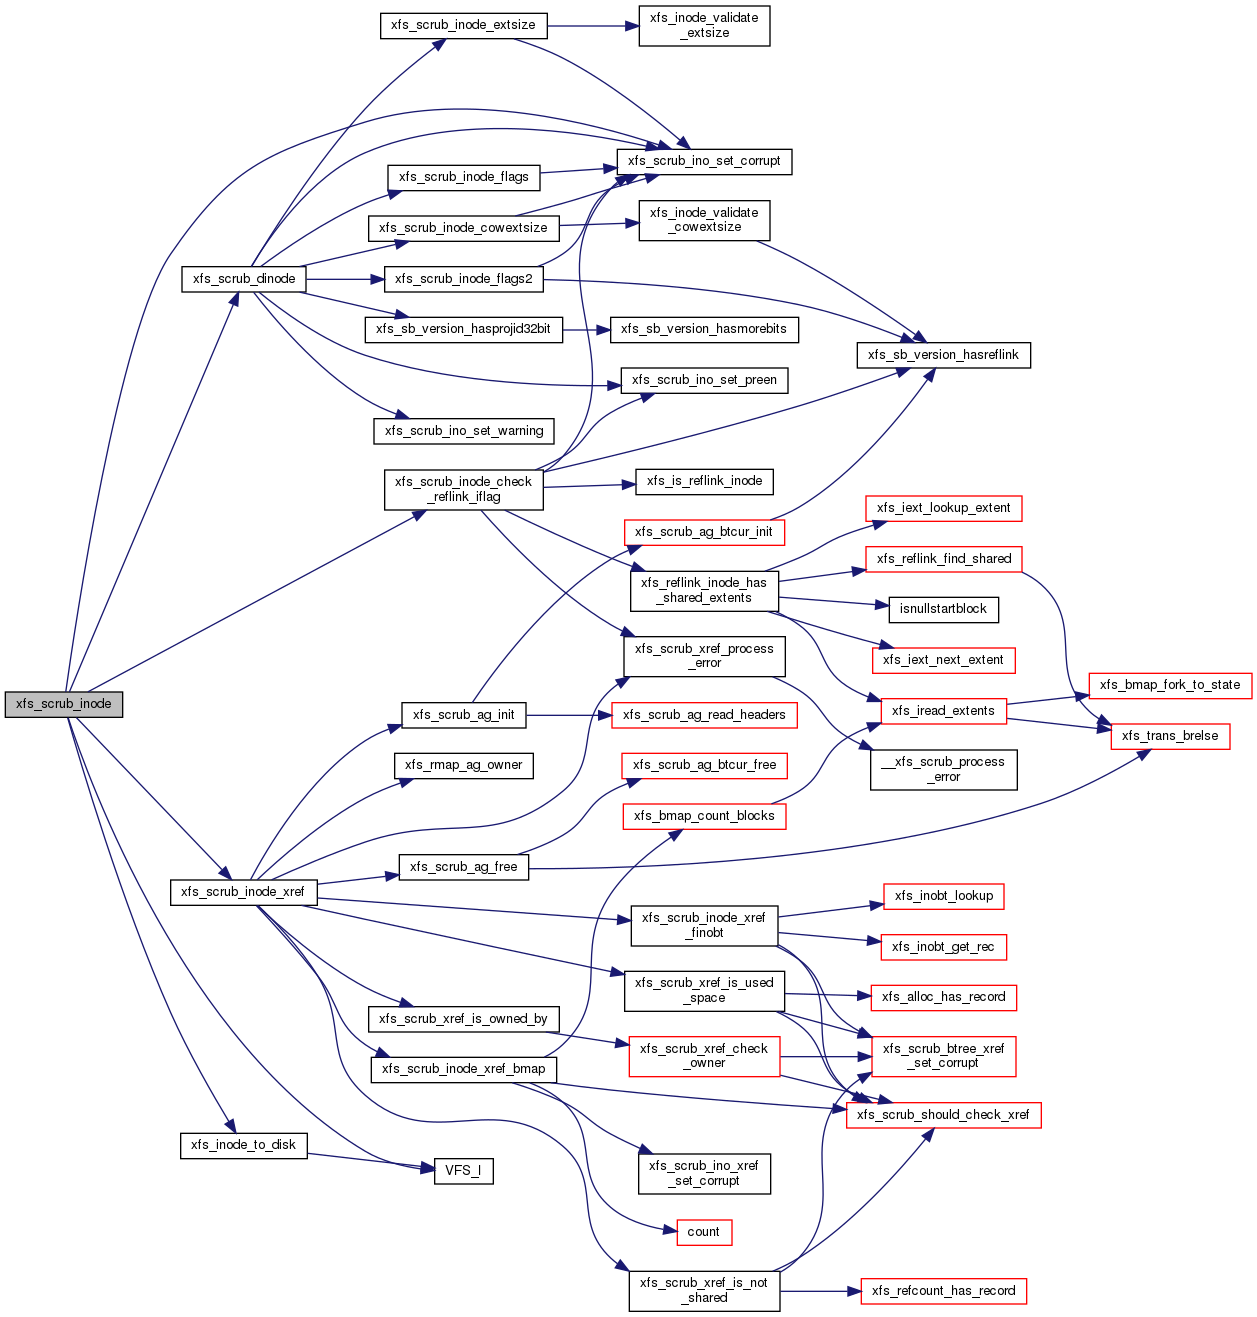 xfs_scrub_inode_extsize
xfs_inode_validate
_extsize
xfs_scrub_ino_set_corrupt
xfs_scrub_inode_flags
xfs_scrub_inode_cowextsize
xfs_inode_validate
_cowextsize
xfs_scrub_dinode
xfs_scrub_inode_flags2
xfs_sb_version_hasprojid32bit
xfs_sb_version_hasmorebits
xfs_sb_version_hasreflink
xfs_scrub_ino_set_preen
xfs_scrub_ino_set_warning
xfs_scrub_inode_check
_reflink_iflag
xfs_is_reflink_inode
xfs_iext_lookup_extent
xfs_scrub_ag_btcur_init
xfs_reflink_find_shared
xfs_reflink_inode_has
_shared_extents
isnullstartblock
xfs_scrub_xref_process
_error
xfs_iext_next_extent
xfs_bmap_fork_to_state
xfs_scrub_inode
xfs_scrub_ag_init
xfs_scrub_ag_read_headers
xfs_iread_extents
xfs_trans_brelse
xfs_rmap_ag_owner
xfs_scrub_ag_btcur_free
__xfs_scrub_process
_error
xfs_bmap_count_blocks
xfs_scrub_ag_free
xfs_scrub_inode_xref
xfs_inobt_lookup
xfs_scrub_inode_xref
_finobt
xfs_inobt_get_rec
xfs_scrub_xref_is_used
_space
xfs_alloc_has_record
xfs_scrub_xref_is_owned_by
xfs_scrub_xref_check
_owner
xfs_scrub_btree_xref
_set_corrupt
xfs_scrub_inode_xref_bmap
xfs_scrub_should_check_xref
xfs_inode_to_disk
VFS_I
xfs_scrub_ino_xref
_set_corrupt
count
xfs_scrub_xref_is_not
_shared
xfs_refcount_has_record